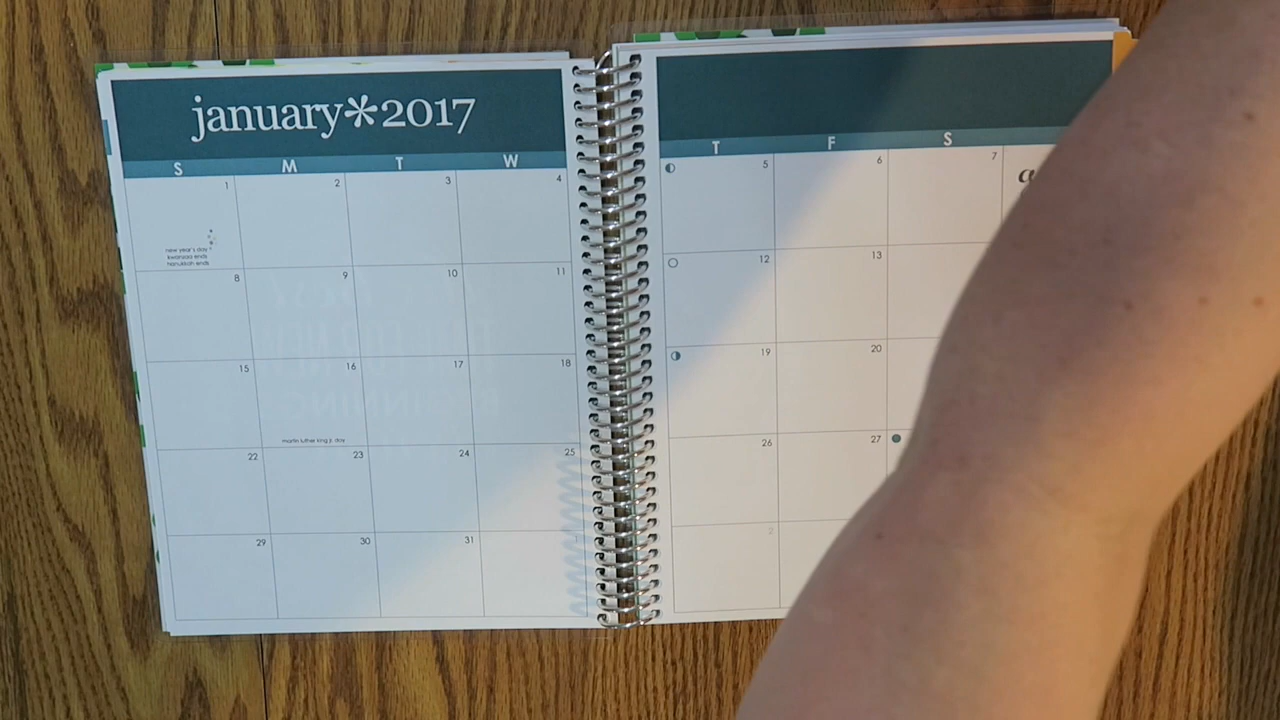 january*2017
S M T W
T F S
1 2 3 4
5 6 7
new year's day
kwanzaa ends
hanukkah ends
8 9 10 11
12 13
15 16 17 18
19 20
martin luther king jr. day
22 23 24 25
26 27
29 30 31 1
2